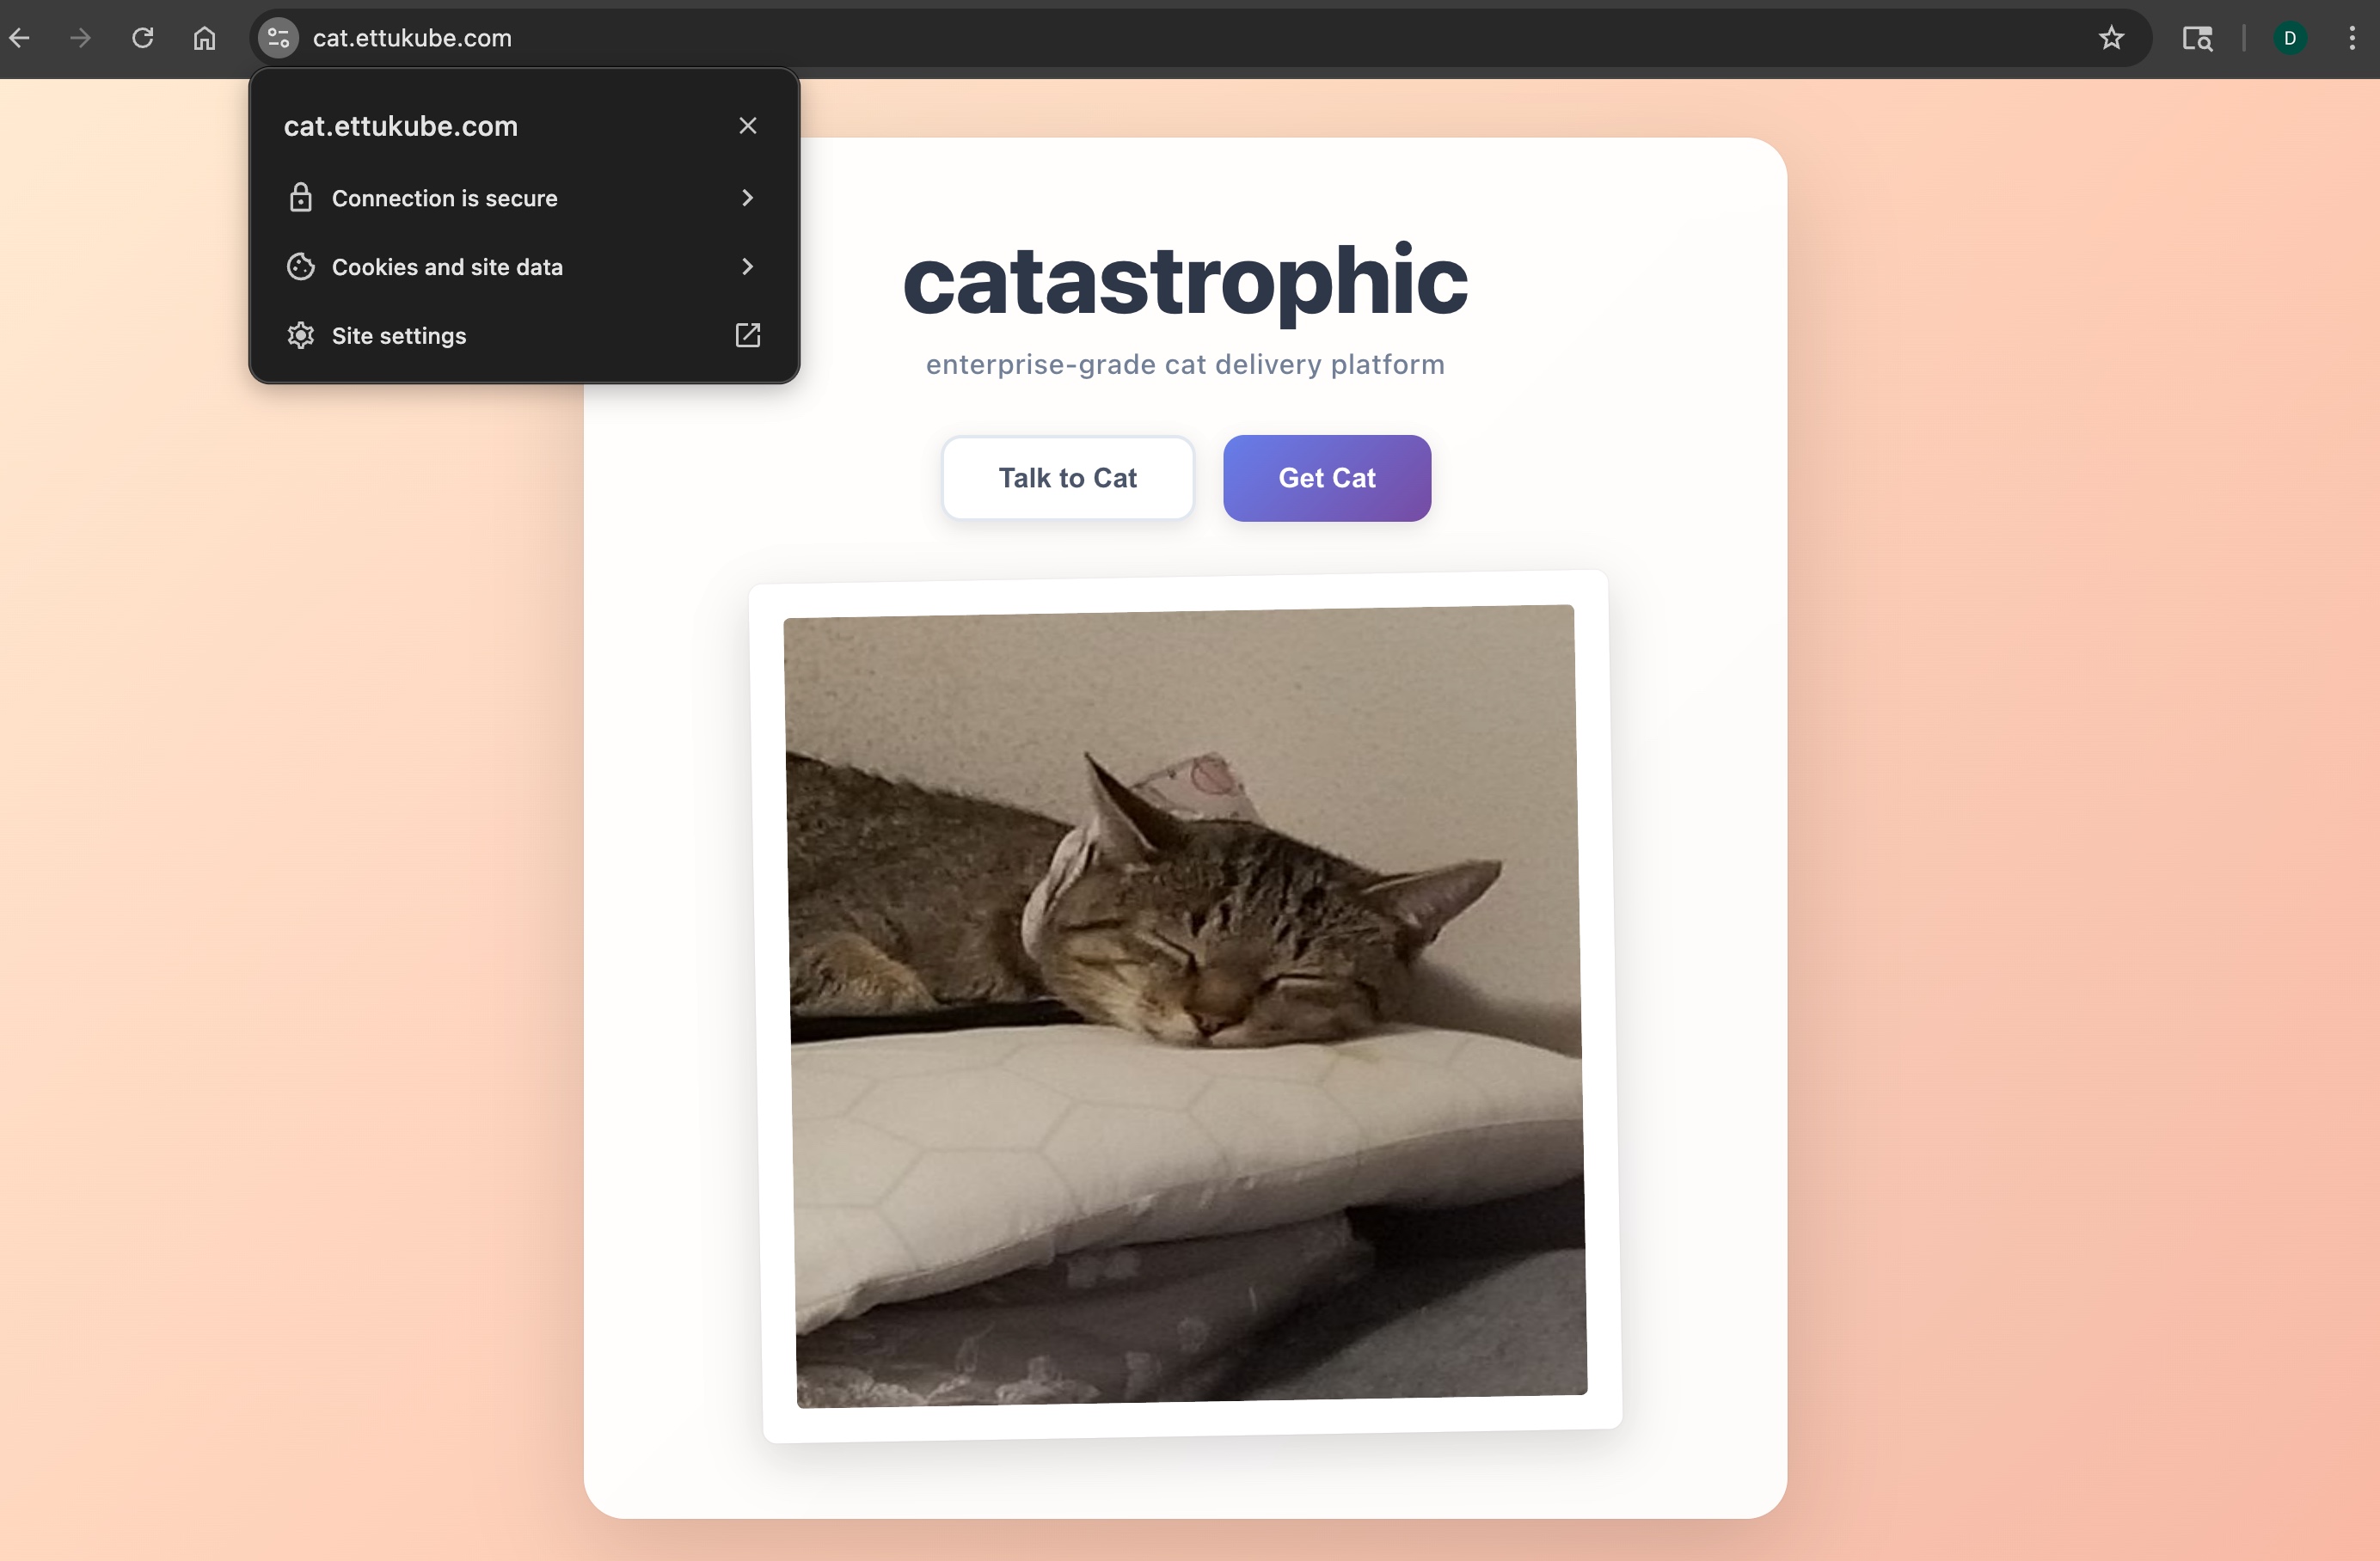 cat.ettukube.com
cat.ettukube.com
Connection is secure
Cookies and site data
Site settings
D
catastrophic
enterprise-grade cat delivery platform
Talk to Cat
Get Cat